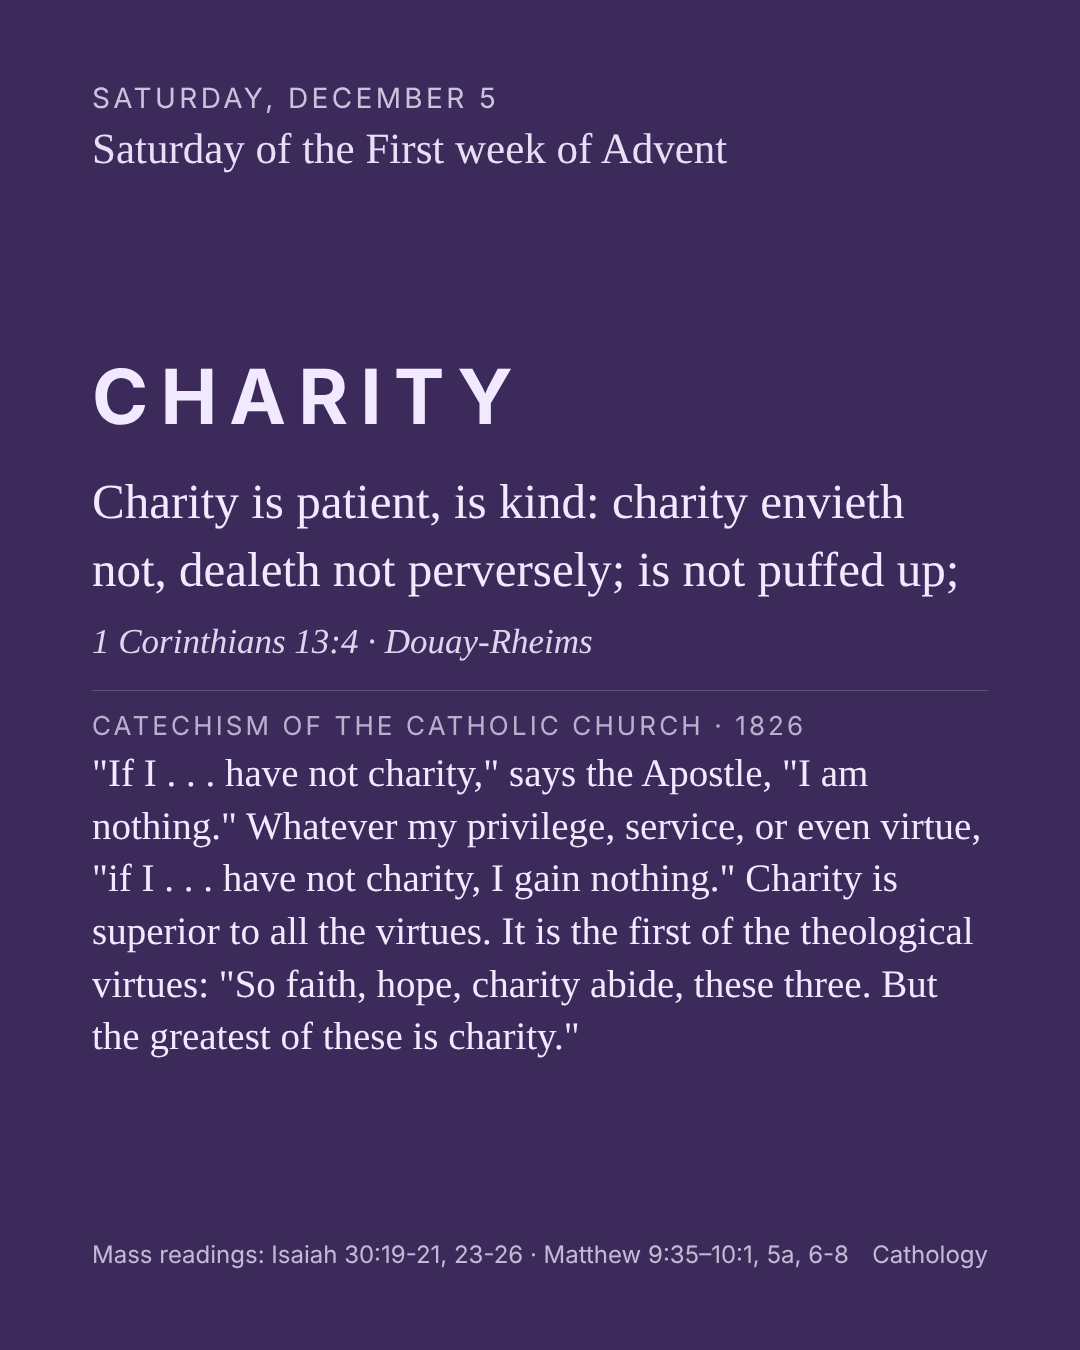 SATURDAY, DECEMBER 5
Saturday of the First week of Advent
CHARITY
Charity is patient, is kind: charity envieth
not, dealeth not perversely; is not puffed up;
1 Corinthians 13:4 · Douay-Rheims
CATECHISM OF THE CATHOLIC CHURCH · 1826
"If I . . . have not charity," says the Apostle, "I am
nothing." Whatever my privilege, service, or even virtue,
"if I . . . have not charity, I gain nothing." Charity is
superior to all the virtues. It is the first of the theological
virtues: "So faith, hope, charity abide, these three. But
the greatest of these is charity."
Mass readings: Isaiah 30:19-21, 23-26 · Matthew 9:35–10:1, 5a, 6-8 Cathology